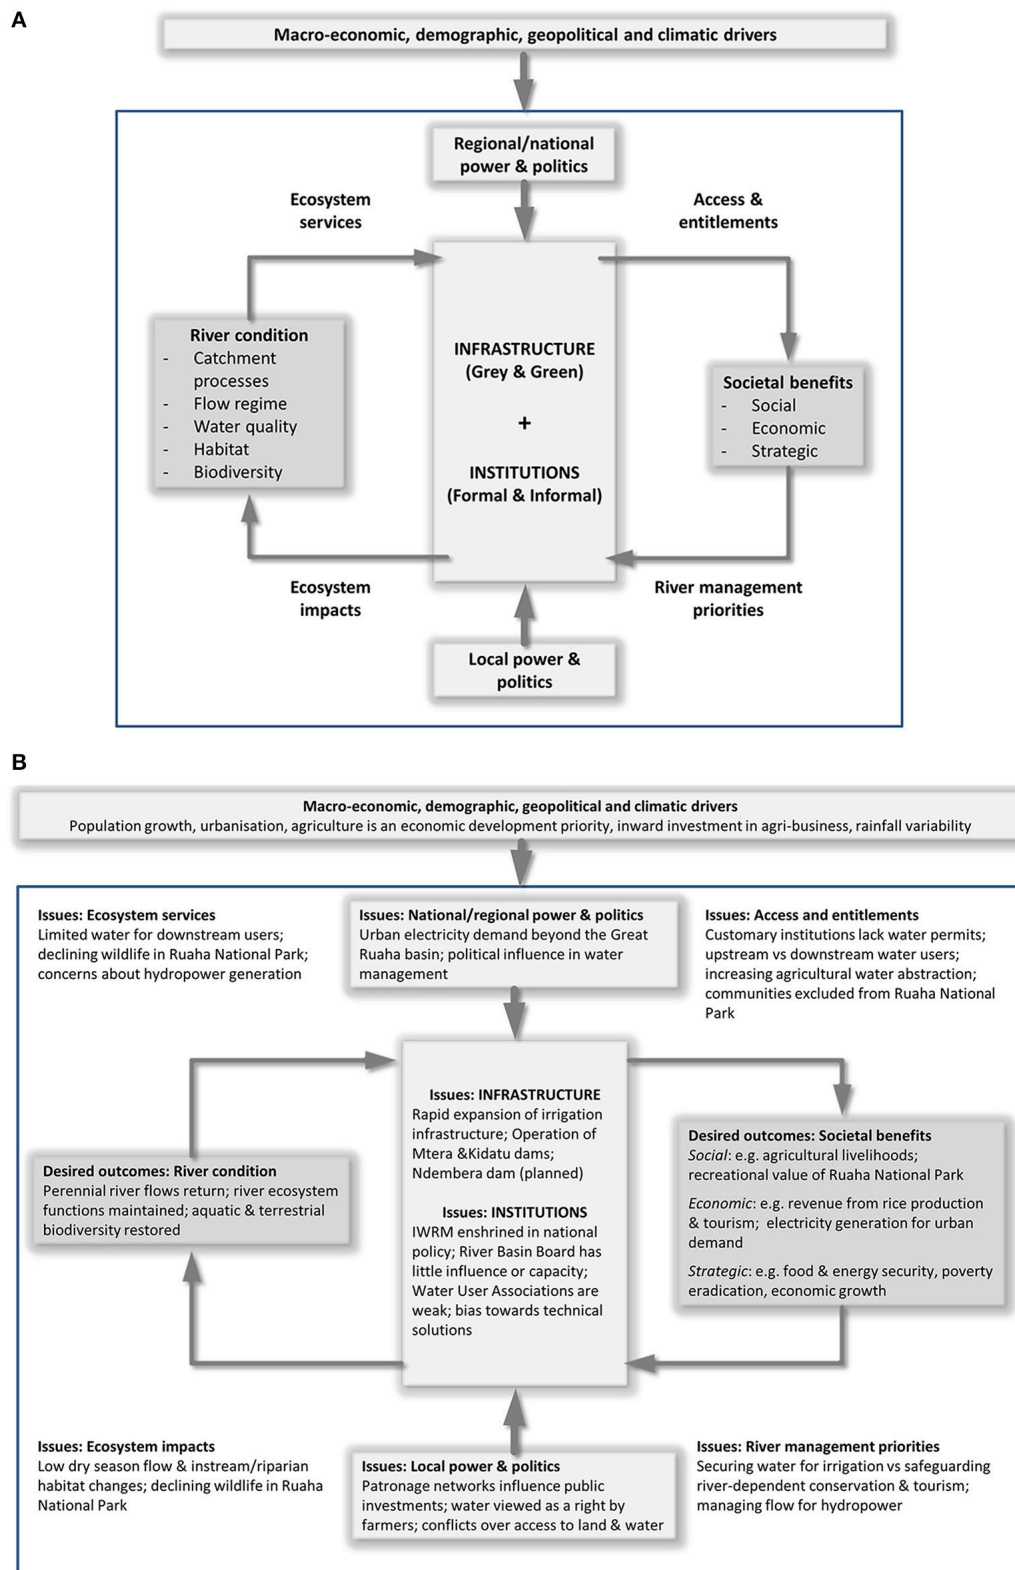 A
Macro-economic, demographic, geopolitical and climatic drivers
Regional/national
power & politics
Ecosystem
services
Access &
entitlements
River condition
- Catchment
processes
- Flow regime
- Water quality
- Habitat
- Biodiversity
INFRASTRUCTURE
(Grey & Green)
+
INSTITUTIONS
(Formal & Informal)
Societal benefits
- Social
- Economic
- Strategic
Ecosystem
impacts
River management
priorities
Local power &
politics
B
Macro-economic, demographic, geopolitical and climatic drivers
Population growth, urbanisation, agriculture is an economic development priority, inward investment in agri-business, rainfall variability
Issues: Ecosystem services
Limited water for downstream users;
declining wildlife in Ruaha National Park;
concerns about hydropower generation
Issues: National/regional power & politics
Urban electricity demand beyond the Great
Ruaha basin; political influence in water
management
Issues: Access and entitlements
Customary institutions lack water permits;
upstream vs downstream water users;
increasing agricultural water abstraction;
communities excluded from Ruaha National
Park
Desired outcomes: River condition
Perennial river flows return; river ecosystem
functions maintained; aquatic & terrestrial
biodiversity restored
Issues: INFRASTRUCTURE
Rapid expansion of irrigation
infrastructure; Operation of
Mtera &Kidatu dams;
Ndembera dam (planned)
Issues: INSTITUTIONS
IWRM enshrined in national
policy; River Basin Board has
little influence or capacity;
Water User Associations are
weak; bias towards technical
solutions
Desired outcomes: Societal benefits
Social: e.g. agricultural livelihoods;
recreational value of Ruaha National Park
Economic: e.g. revenue from rice production
& tourism; electricity generation for urban
demand
Strategic: e.g. food & energy security, poverty
eradication, economic growth
Issues: Ecosystem impacts
Low dry season flow & instream/riparian
habitat changes; declining wildlife in Ruaha
National Park
Issues: Local power & politics
Patronage networks influence public
investments; water viewed as a right by
farmers; conflicts over access to land & water
Issues: River management priorities
Securing water for irrigation vs safeguarding
river-dependent conservation & tourism;
managing flow for hydropower